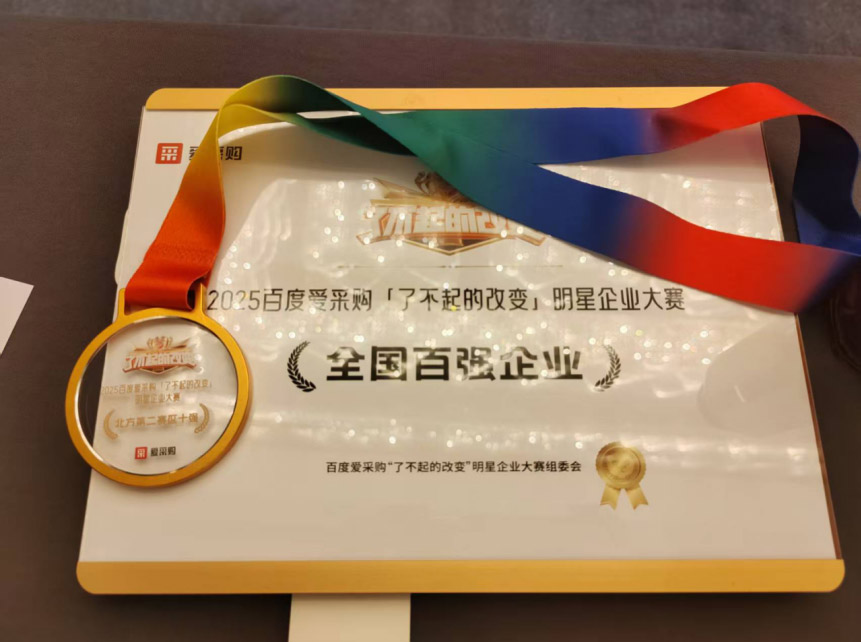 采 爱采购
了不起的改变
2025百度爱采购「了不起的改变」明星企业大赛
全国百强企业
百度爱采购“了不起的改变”明星企业大赛组委会
了不起的改变
2025百度爱采购「了不起的改变」
明星企业大赛
北方第二赛区十强
采 爱采购